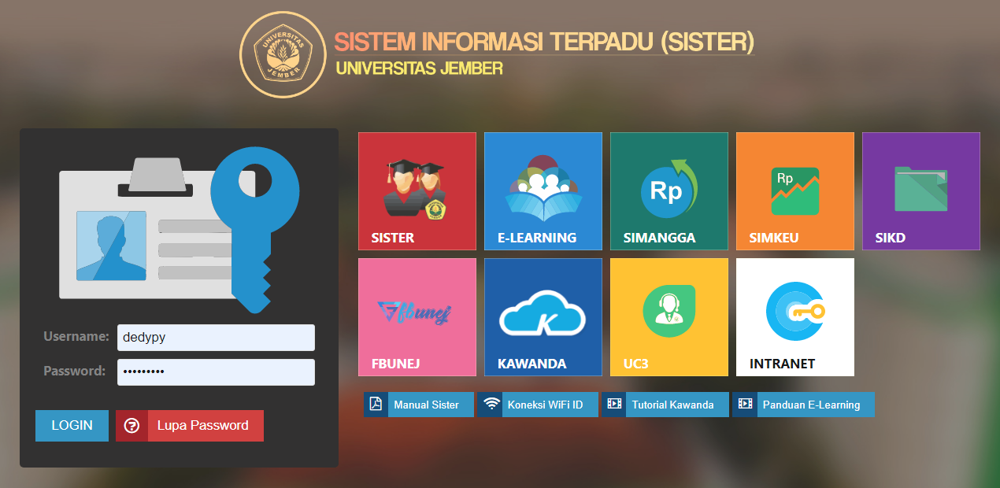 UNIVERSITAS
JEMBER
SISTEM INFORMASI TERPADU (SISTER)
UNIVERSITAS JEMBER
Username: dedypy
Password: •••••••••
LOGIN
Lupa Password
SISTER
Rp
E-LEARNING
SIMANGGA
Rp
SIMKEU
SIKD
fbunej
FBUNEJ
K
KAWANDA
UC3
INTRANET
Manual Sister
Koneksi WiFi ID
Tutorial Kawanda
Panduan E-Learning